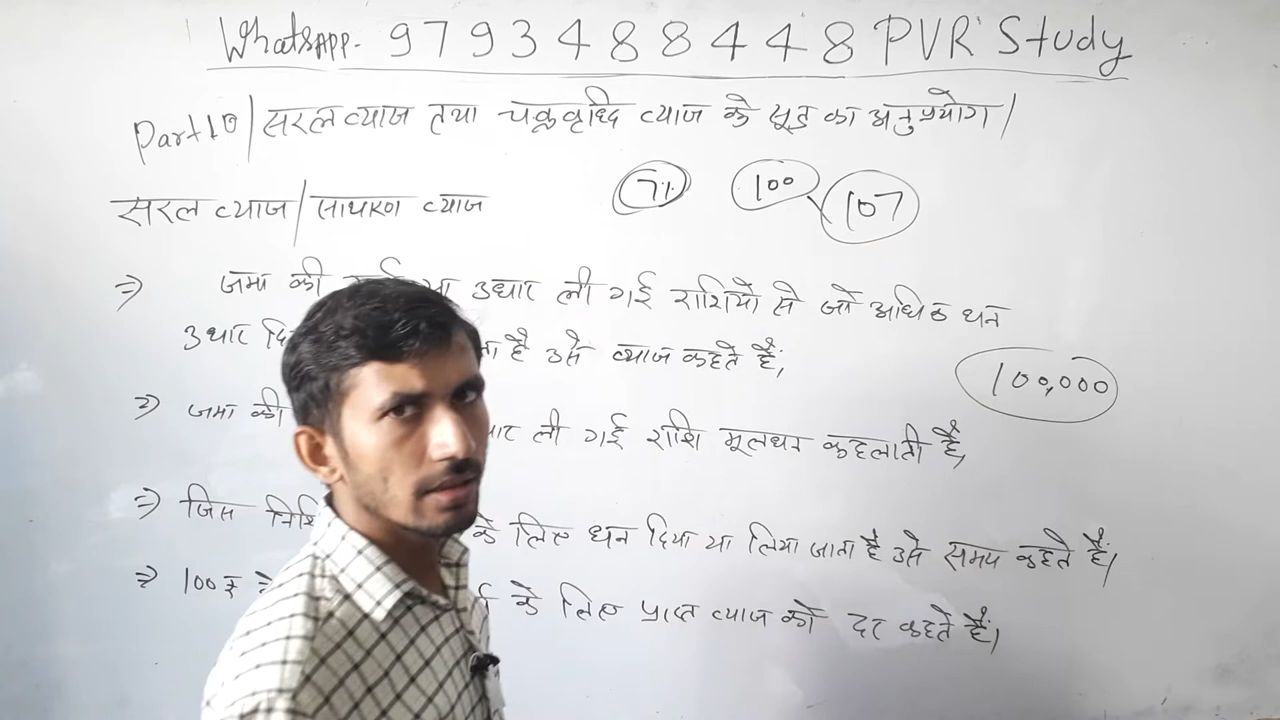 WhatsAPP- 9793488448 PVR Study
Part 10/सरल व्याज तथा चक्रवृध्दि व्याज के सूत्र का अनुप्रयोग/
सरल व्याज/साधारण व्याज
7%
100
107
⇒ जमा की उधार ली गई राशियों से जो अधिक धन
उधार है उसे व्याज कहते हैं;
100,000
⇒ जमा की ली गई राशि मूलधन कहलाती है,
⇒ जिस के लिए धन दिया या लिया जाता है उसे समय कहते हैं।
⇒ 100₹ के लिए प्राप्त व्याज को दर कहते हैं।